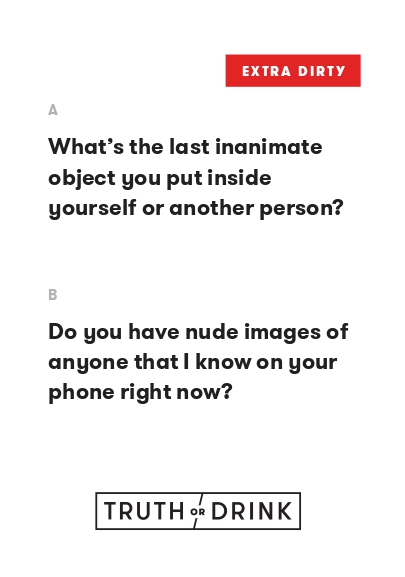 EXTRA DIRTY
A
What’s the last inanimate
object you put inside
yourself or another person?
B
Do you have nude images of
anyone that I know on your
phone right now?
TRUTH OR DRINK